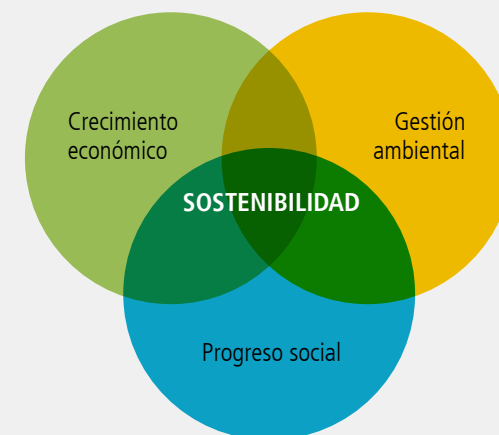 Crecimiento
económico
Gestión
ambiental
SOSTENIBILIDAD
Progreso social